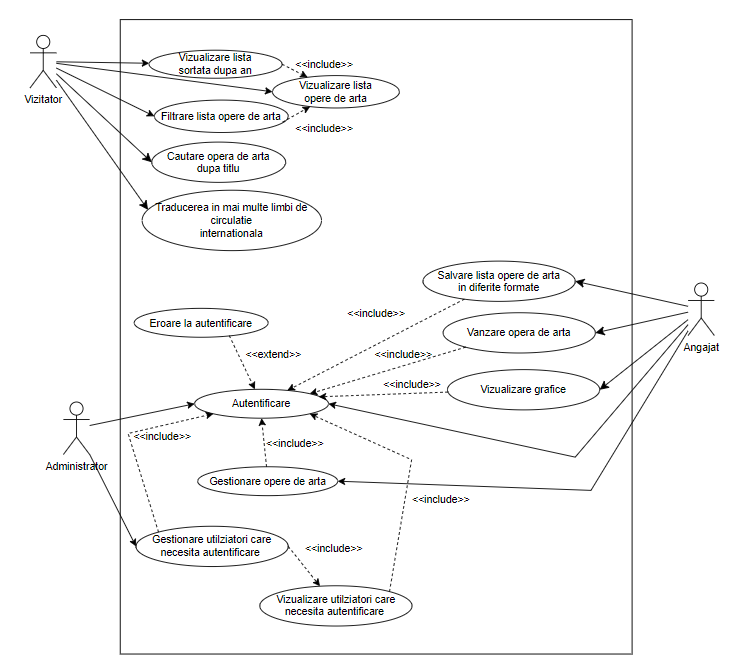 Vizitator
Vizualizare lista
sortata dupa an
<<include>>
Vizualizare lista
opere de arta
Filtrare lista opere de arta
<<include>>
Cautare opera de arta
dupa titlu
Traducerea in mai multe limbi de
circulatie
internationala
Salvare lista opere de arta
in diferite formate
<<include>>
Eroare la autentificare
Vanzare opera de arta
Angajat
<<extend>>
<<include>>
<<include>>
Vizualizare grafice
Autentificare
Administrator
<<include>>
<<include>>
Gestionare opere de arta
<<include>>
Gestionare utilziatori care
necesita autentificare
<<include>>
Vizualizare utilziatori care
necesita autentificare